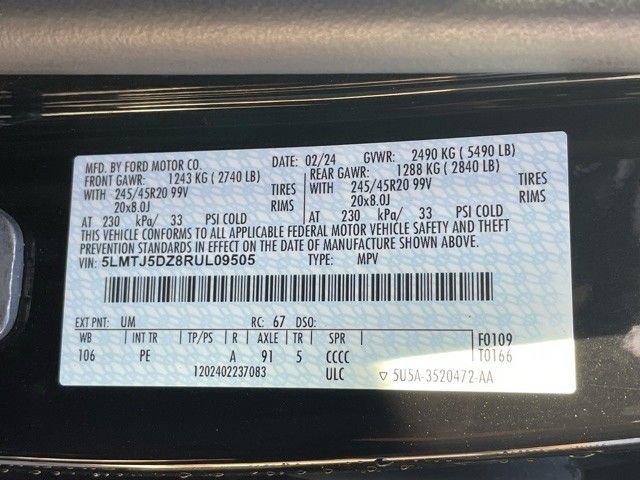 MFD. BY FORD MOTOR CO. DATE: 02/24 GVWR: 2490 KG ( 5490 LB)
FRONT GAWR: 1243 KG ( 2740 LB) REAR GAWR: 1288 KG ( 2840 LB)
WITH 245/45R20 99V TIRES WITH 245/45R20 99V TIRES
20x8.0J RIMS 20x8.0J RIMS
AT 230 kPa/ 33 PSI COLD AT 230 kPa/ 33 PSI COLD
THIS VEHICLE CONFORMS TO ALL APPLICABLE FEDERAL MOTOR VEHICLE SAFETY AND THEFT
PREVENTION STANDARDS IN EFFECT ON THE DATE OF MANUFACTURE SHOWN ABOVE.
VIN: 5LMTJ5DZ8RUL09505 TYPE: MPV
EXT PNT: UM RC: 67 DSO:
WB INT TR TP/PS R AXLE TR SPR F0109
106 PE A 91 5 CCCC T0166
1202402237083 ULC ▽ 5U5A-3520472-AA